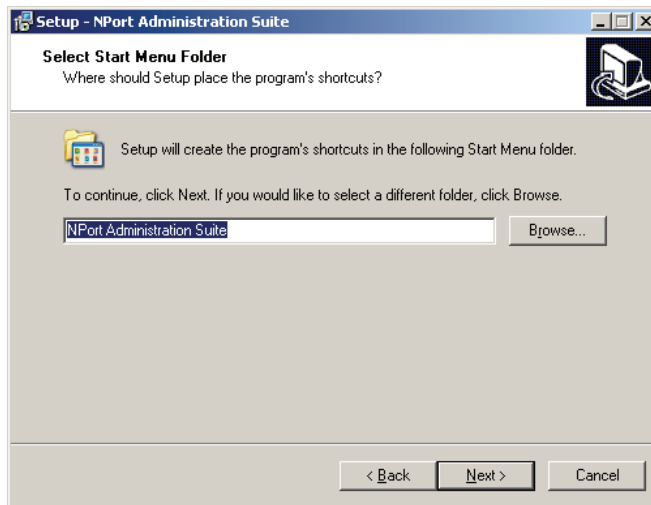 Setup - NPort Administration Suite
Select Start Menu Folder
Where should Setup place the program's shortcuts?
Setup will create the program's shortcuts in the following Start Menu folder.
To continue, click Next. If you would like to select a different folder, click Browse.
NPort Administration Suite
Browse...
< Back
Next >
Cancel